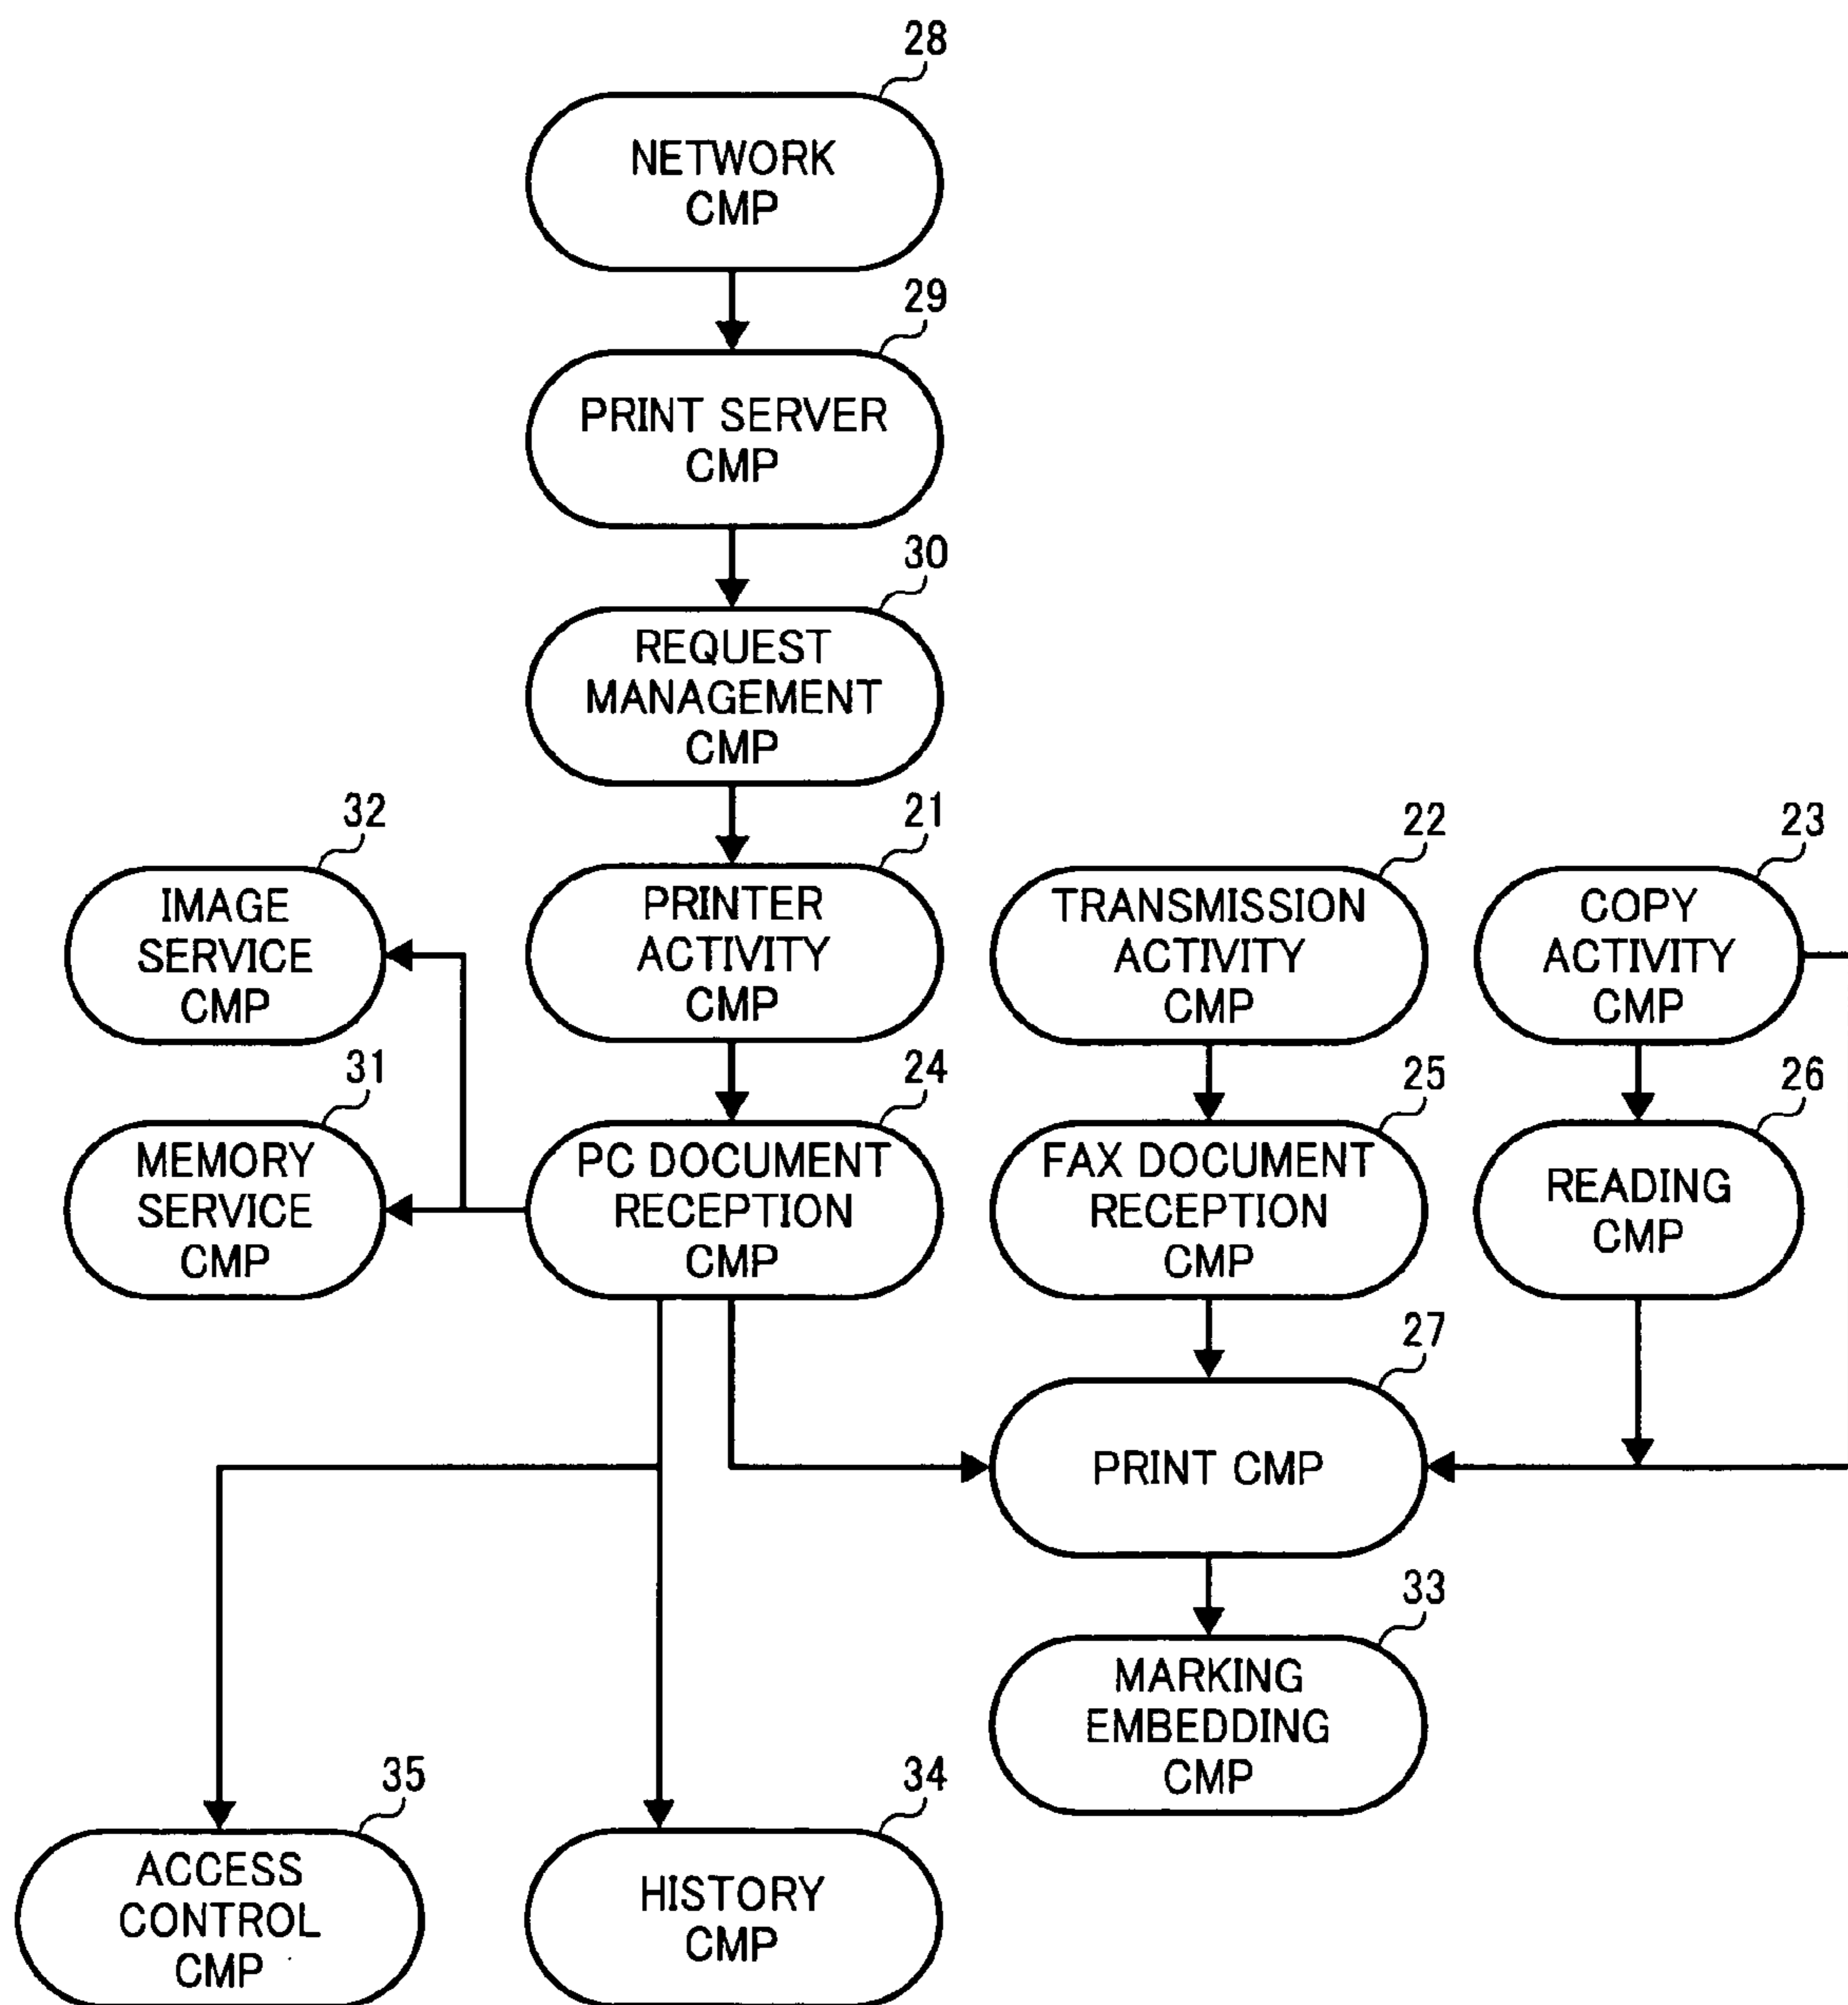 28
NETWORK
CMP
29
PRINT SERVER
CMP
30
REQUEST
MANAGEMENT
CMP
32
IMAGE
SERVICE
CMP
21
PRINTER
ACTIVITY
CMP
22
TRANSMISSION
ACTIVITY
CMP
23
COPY
ACTIVITY
CMP
31
MEMORY
SERVICE
CMP
24
PC DOCUMENT
RECEPTION
CMP
25
FAX DOCUMENT
RECEPTION
CMP
26
READING
CMP
27
PRINT CMP
33
MARKING
EMBEDDING
CMP
35
ACCESS
CONTROL
CMP
34
HISTORY
CMP